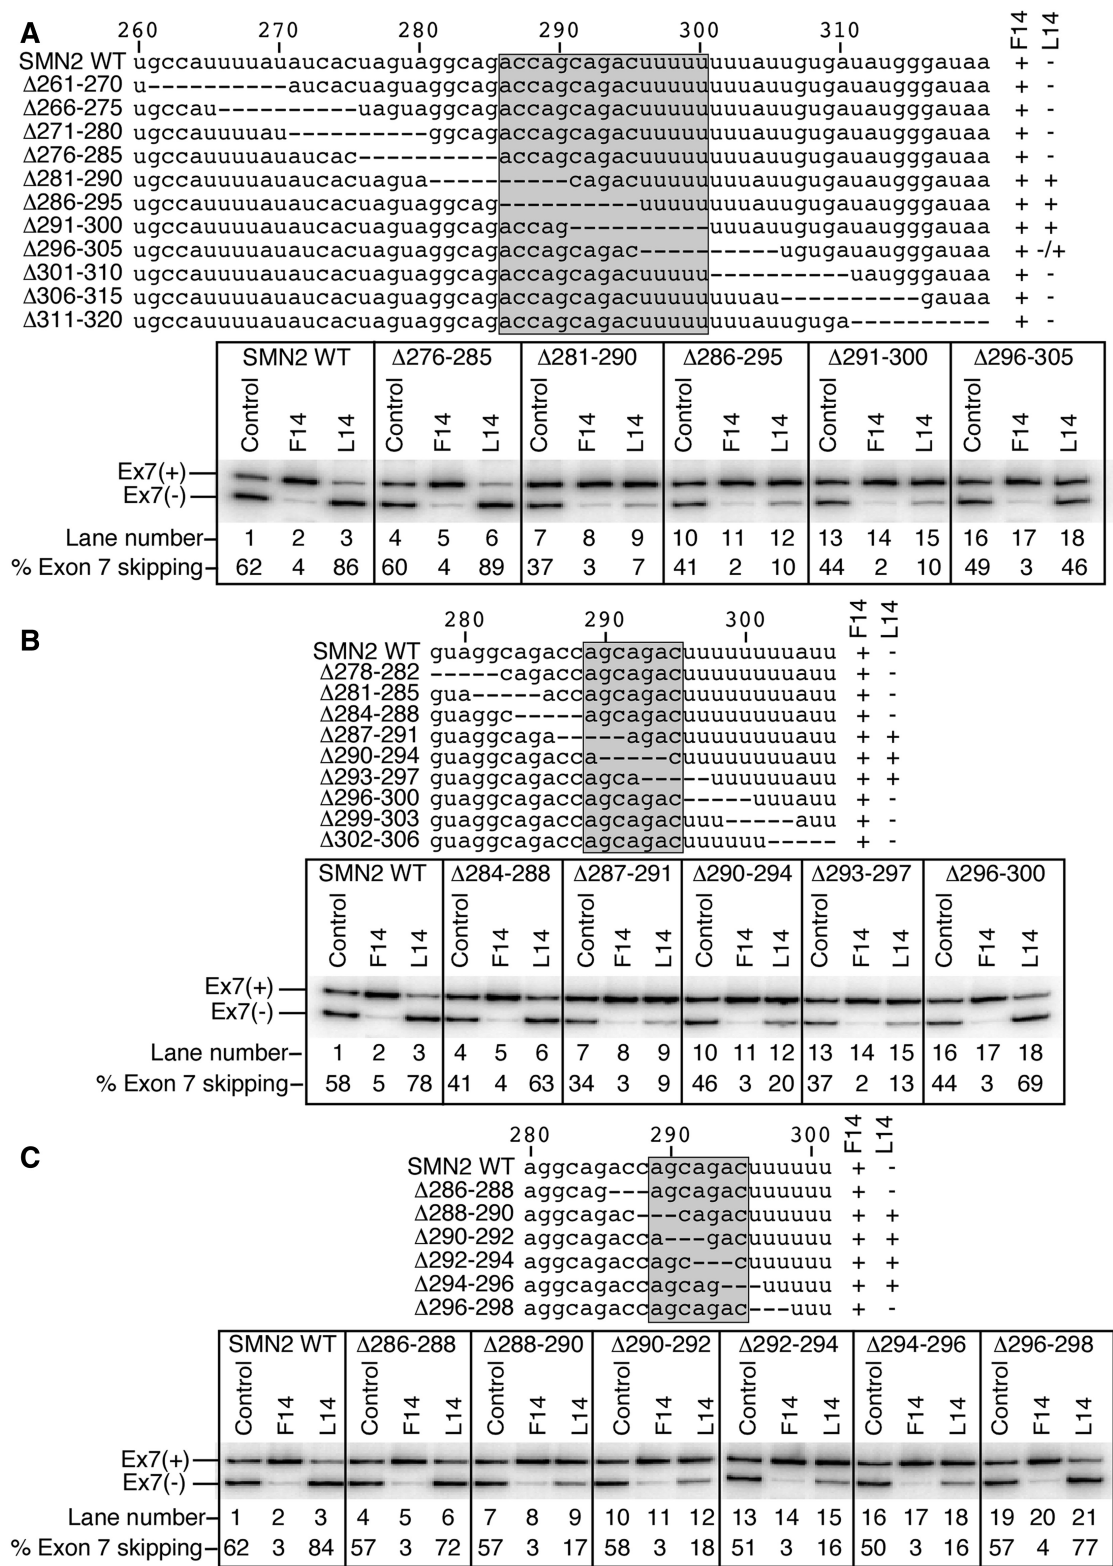 A
260 270 280 290 300 310 F14 L14
SMN2 WT ugccauuuuauaucacuaguaggcagaccagcagacuuuuuuuuauugugauaugggauaa + -
Δ261-270 u----------aucacuaguaggcagaccagcagacuuuuuuuuauugugauaugggauaa + -
Δ266-275 ugccau----------uaguaggcagaccagcagacuuuuuuuuauugugauaugggauaa + -
Δ271-280 ugccauuuuau----------ggcagaccagcagacuuuuuuuuauugugauaugggauaa + -
Δ276-285 ugccauuuuauaucac----------accagcagacuuuuuuuuauugugauaugggauaa + -
Δ281-290 ugccauuuuauaucacuagua----------cagacuuuuuuuuauugugauaugggauaa + +
Δ286-295 ugccauuuuauaucacuaguaggcag----------uuuuuuuuauugugauaugggauaa + +
Δ291-300 ugccauuuuauaucacuaguaggcagaccag----------uuuauugugauaugggauaa + +
Δ296-305 ugccauuuuauaucacuaguaggcagaccagcagac----------ugugauaugggauaa + -/+
Δ301-310 ugccauuuuauaucacuaguaggcagaccagcagacuuuuu----------uaugggauaa + -
Δ306-315 ugccauuuuauaucacuaguaggcagaccagcagacuuuuuuuuau----------gauaa + -
Δ311-320 ugccauuuuauaucacuaguaggcagaccagcagacuuuuuuuuauuguga---------- + -
SMN2 WT Δ276-285 Δ281-290 Δ286-295 Δ291-300 Δ296-305
Control F14 L14 Control F14 L14 Control F14 L14 Control F14 L14 Control F14 L14 Control F14 L14
Ex7(+)
Ex7(-)
Lane number 1 2 3 4 5 6 7 8 9 10 11 12 13 14 15 16 17 18
% Exon 7 skipping 62 4 86 60 4 89 37 3 7 41 2 10 44 2 10 49 3 46
B
280 290 300 F14 L14
SMN2 WT guaggcagaccagcagacuuuuuuuuauu + -
Δ278-282 -----cagaccagcagacuuuuuuuuauu + -
Δ281-285 gua-----accagcagacuuuuuuuuauu + -
Δ284-288 guaggc-----agcagacuuuuuuuuauu + -
Δ287-291 guaggcaga-----agacuuuuuuuuauu + +
Δ290-294 guaggcagacca-----cuuuuuuuuauu + +
Δ293-297 guaggcagaccagca-----uuuuuuauu + +
Δ296-300 guaggcagaccagcagac-----uuuauu + -
Δ299-303 guaggcagaccagcagacuuu-----auu + -
Δ302-306 guaggcagaccagcagacuuuuuu----- + -
SMN2 WT Δ284-288 Δ287-291 Δ290-294 Δ293-297 Δ296-300
Control F14 L14 Control F14 L14 Control F14 L14 Control F14 L14 Control F14 L14 Control F14 L14
Ex7(+)
Ex7(-)
Lane number 1 2 3 4 5 6 7 8 9 10 11 12 13 14 15 16 17 18
% Exon 7 skipping 58 5 78 41 4 63 34 3 9 46 3 20 37 2 13 44 3 69
C
280 290 300 F14 L14
SMN2 WT aggcagaccagcagacuuuuuu + -
Δ286-288 aggcag---agcagacuuuuuu + -
Δ288-290 aggcagac---cagacuuuuuu + +
Δ290-292 aggcagacca---gacuuuuuu + +
Δ292-294 aggcagaccagc---cuuuuuu + +
Δ294-296 aggcagaccagcag---uuuuu + +
Δ296-298 aggcagaccagcagac---uuu + -
SMN2 WT Δ286-288 Δ288-290 Δ290-292 Δ292-294 Δ294-296 Δ296-298
Control F14 L14 Control F14 L14 Control F14 L14 Control F14 L14 Control F14 L14 Control F14 L14 Control F14 L14
Ex7(+)
Ex7(-)
Lane number 1 2 3 4 5 6 7 8 9 10 11 12 13 14 15 16 17 18 19 20 21
% Exon 7 skipping 62 3 84 57 3 72 57 3 17 58 3 18 51 3 16 50 3 16 57 4 77